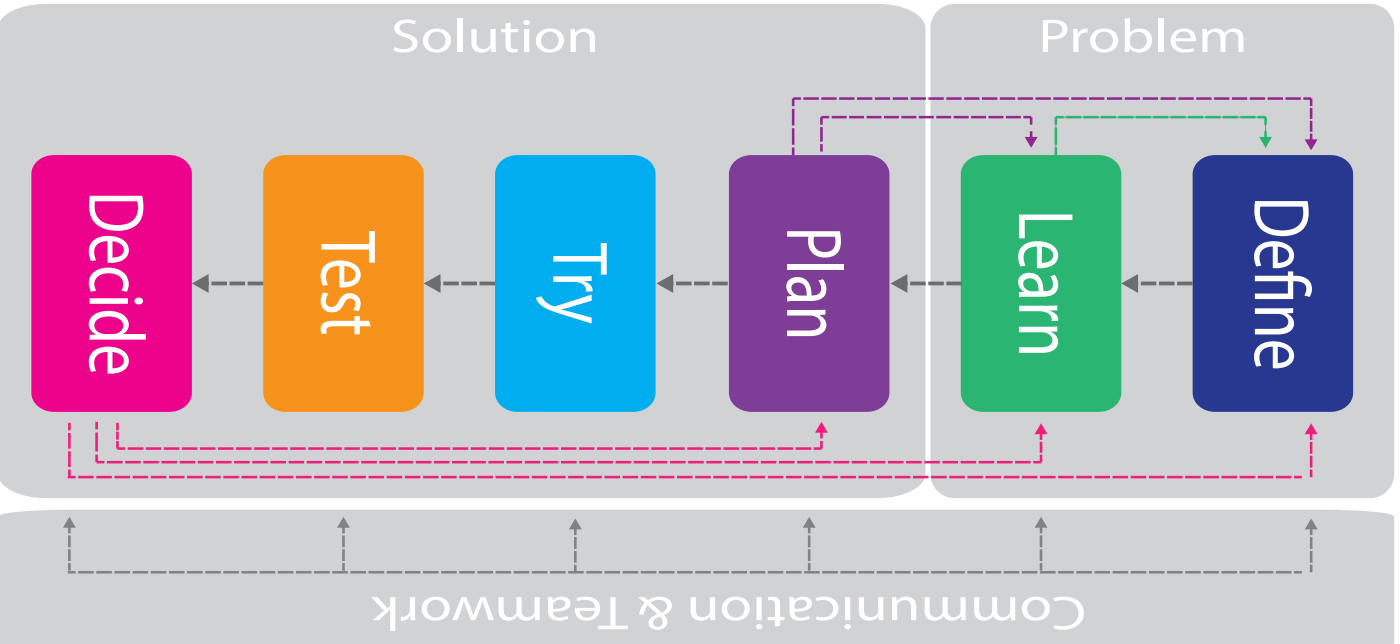 Solution
Problem
Decide
Test
Try
Plan
Learn
Define
Communication & Teamwork